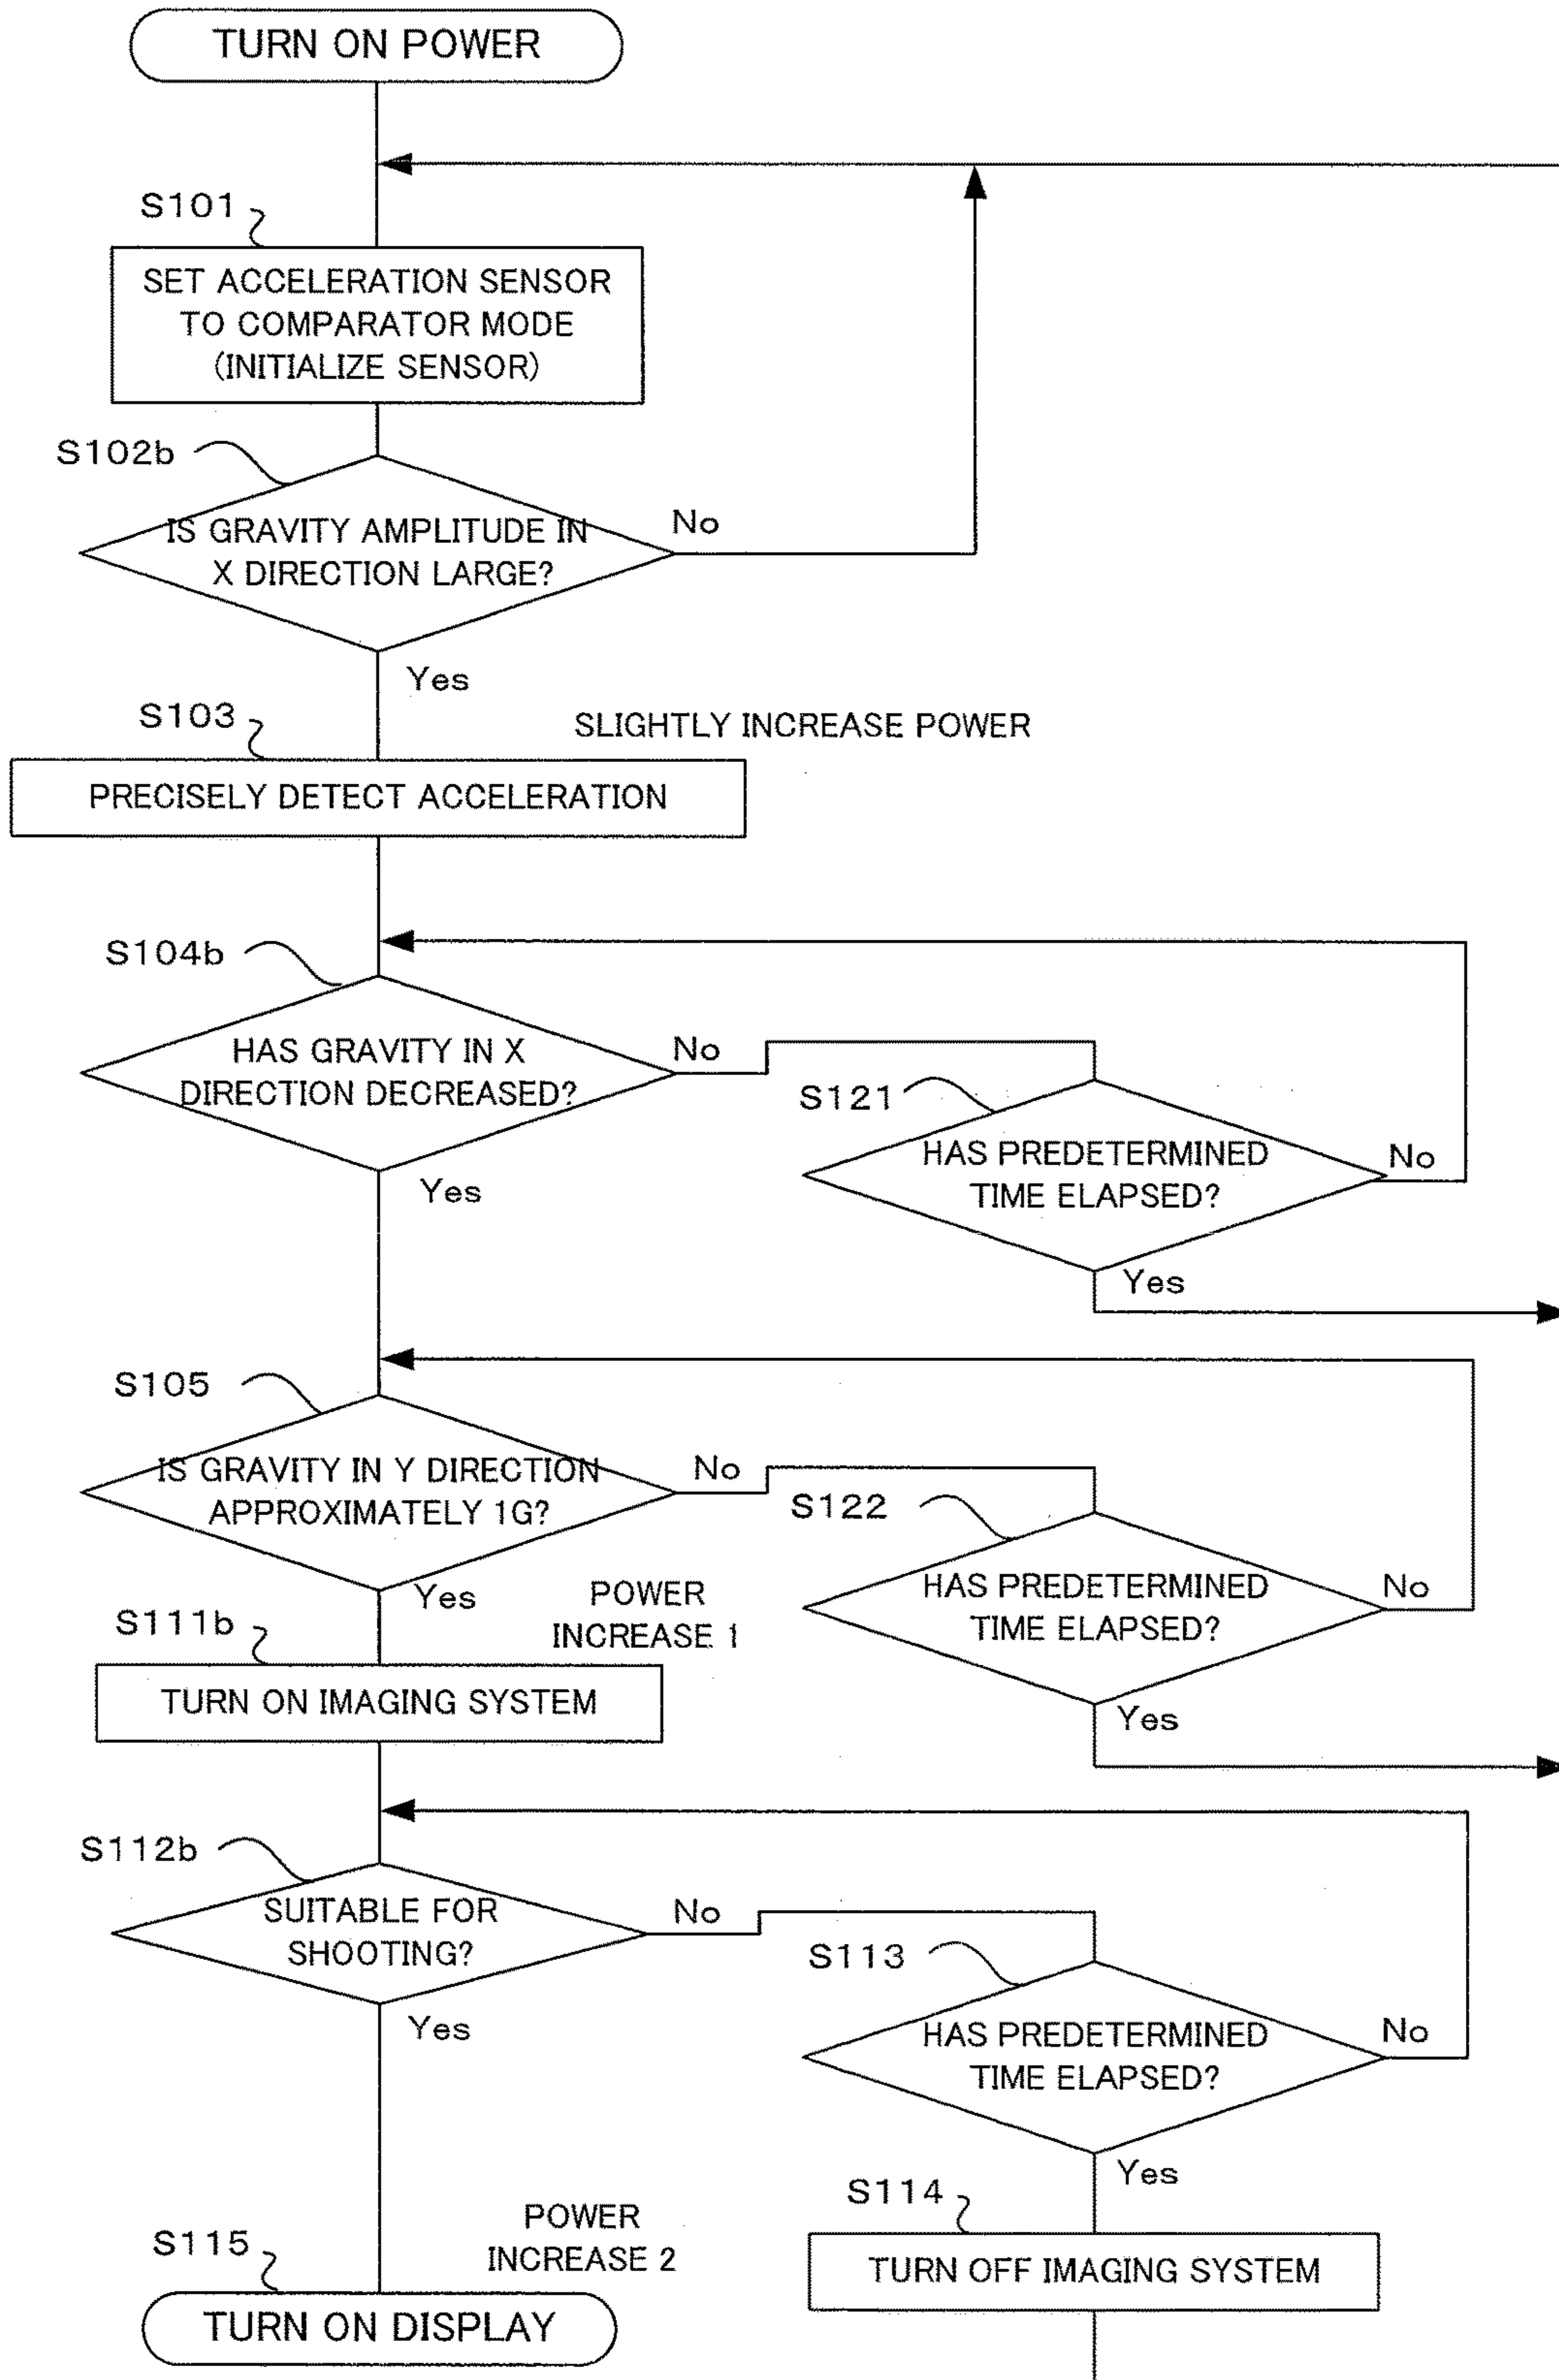 TURN ON POWER
S101
SET ACCELERATION SENSOR
TO COMPARATOR MODE
(INITIALIZE SENSOR)
S102b
IS GRAVITY AMPLITUDE IN
X DIRECTION LARGE?
No
Yes
S103
SLIGHTLY INCREASE POWER
PRECISELY DETECT ACCELERATION
S104b
HAS GRAVITY IN X
DIRECTION DECREASED?
No
Yes
S121
HAS PREDETERMINED
TIME ELAPSED?
No
Yes
S105
IS GRAVITY IN Y DIRECTION
APPROXIMATELY 1G?
No
Yes
S122
HAS PREDETERMINED
TIME ELAPSED?
No
Yes
POWER
INCREASE 1
S111b
TURN ON IMAGING SYSTEM
S112b
SUITABLE FOR
SHOOTING?
No
Yes
S113
HAS PREDETERMINED
TIME ELAPSED?
No
Yes
S114
TURN OFF IMAGING SYSTEM
POWER
INCREASE 2
S115
TURN ON DISPLAY